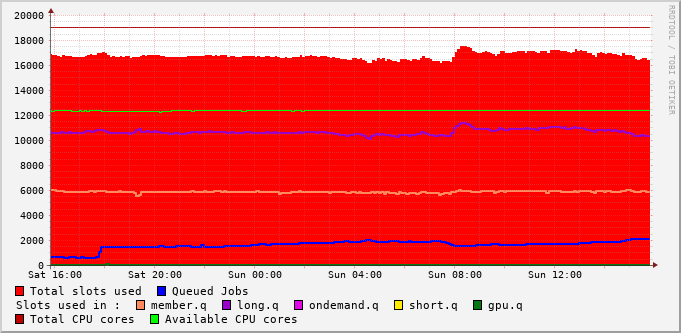 20000
18000
16000
14000
12000
10000
8000
6000
4000
2000
0
Sat 16:00 Sat 20:00 Sun 00:00 Sun 04:00 Sun 08:00 Sun 12:00
Total slots used Queued Jobs
Slots used in : member.q long.q ondemand.q short.q gpu.q
Total CPU cores Available CPU cores
RRDTOOL / TOBI OETIKER